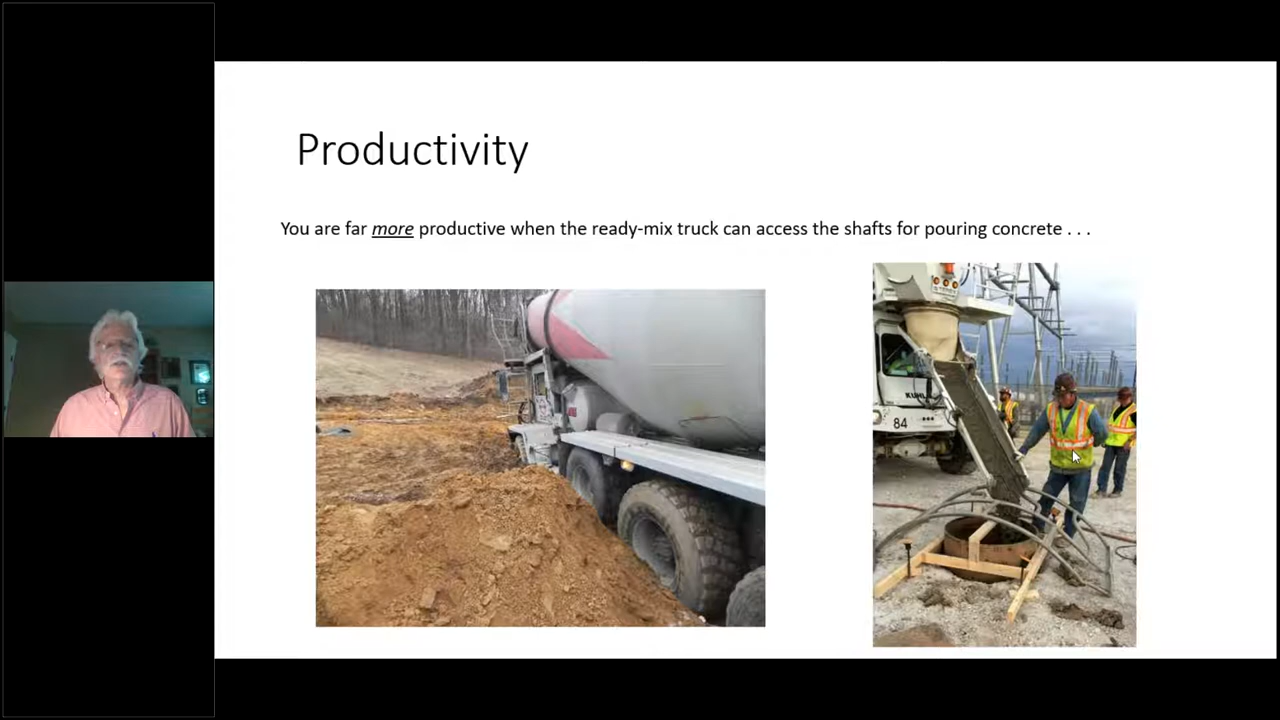 Productivity
You are far more productive when the ready-mix truck can access the shafts for pouring concrete . . .
84